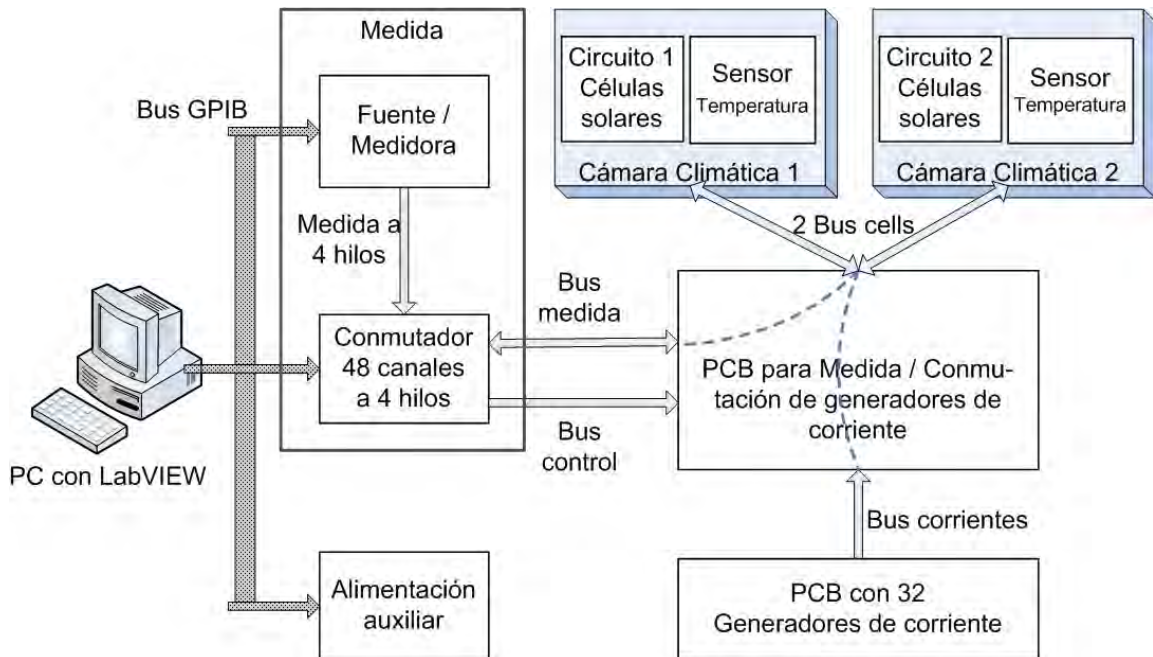 Medida
Bus GPIB
Fuente /
Medidora
Medida a
4 hilos
Conmutador
48 canales
a 4 hilos
PC con LabVIEW
Alimentación
auxiliar
Circuito 1
Células
solares
Sensor
Temperatura
Cámara Climática 1
Circuito 2
Células
solares
Sensor
Temperatura
Cámara Climática 2
2 Bus cells
Bus
medida
Bus
control
PCB para Medida / Conmu-
tación de generadores de
corriente
Bus corrientes
PCB con 32
Generadores de corriente